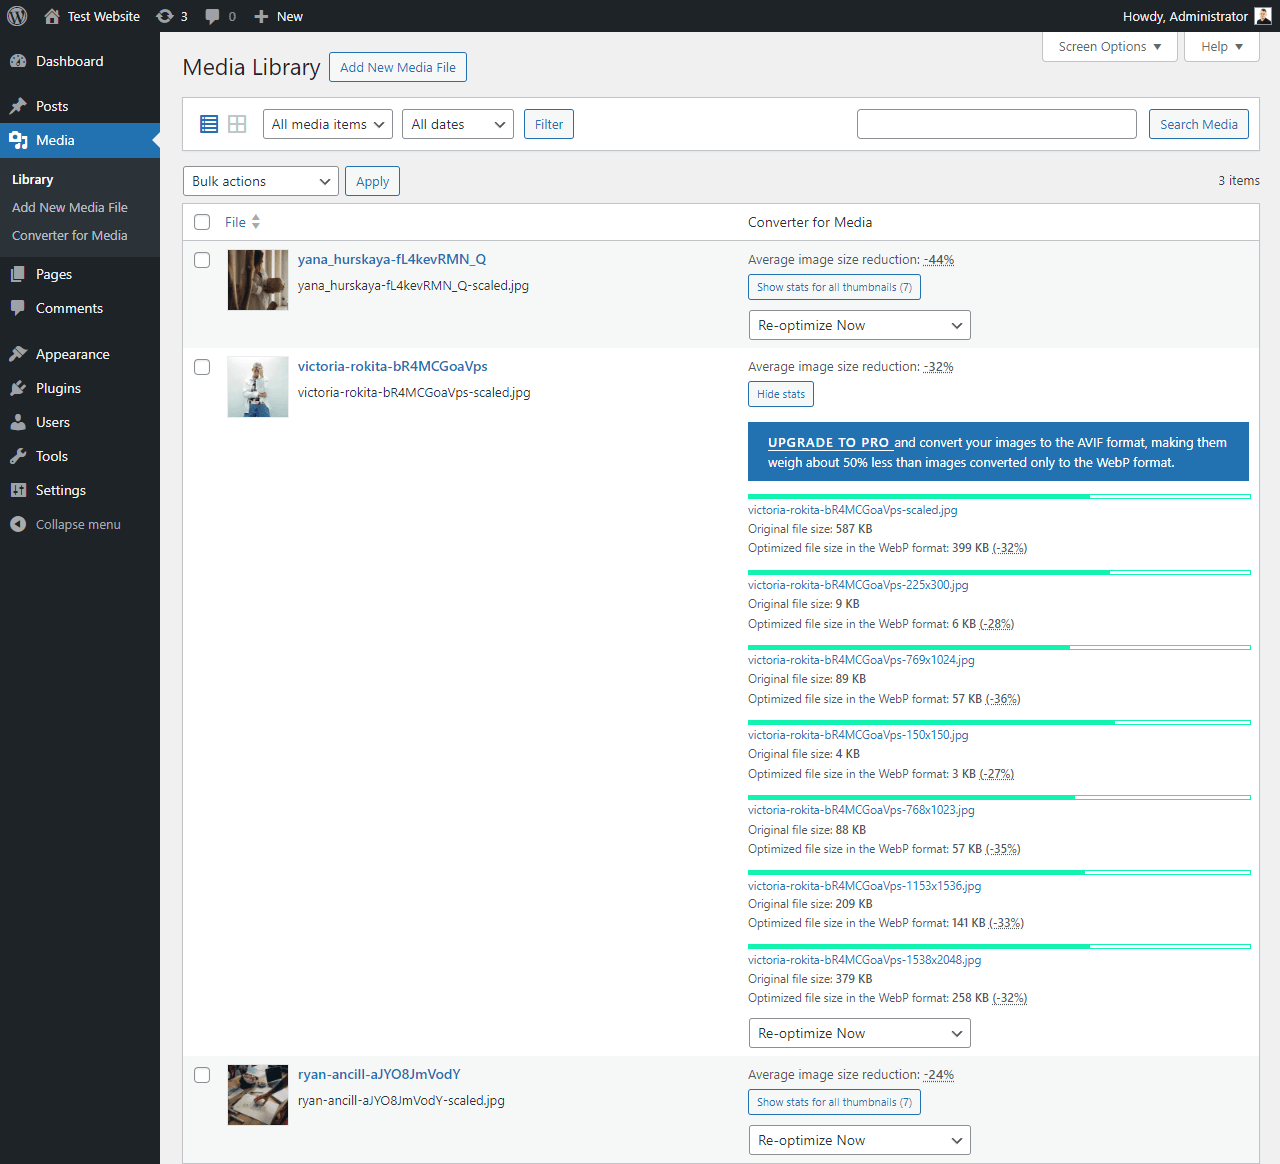 Test Website 3 0 New Howdy, Administrator
Dashboard
Posts
Media
Library
Add New Media File
Converter for Media
Pages
Comments
Appearance
Plugins
Users
Tools
Settings
Collapse menu
Screen Options Help
Media Library Add New Media File
All media items All dates Filter Search Media
Bulk actions Apply 3 items
File Converter for Media
yana_hurskaya-fL4kevRMN_Q
yana_hurskaya-fL4kevRMN_Q-scaled.jpg
Average image size reduction: -44%
Show stats for all thumbnails (7)
Re-optimize Now
victoria-rokita-bR4MCGoaVps
victoria-rokita-bR4MCGoaVps-scaled.jpg
Average image size reduction: -32%
Hide stats
UPGRADE TO PRO and convert your images to the AVIF format, making them
weigh about 50% less than images converted only to the WebP format.
victoria-rokita-bR4MCGoaVps-scaled.jpg
Original file size: 587 KB
Optimized file size in the WebP format: 399 KB (-32%)
victoria-rokita-bR4MCGoaVps-225x300.jpg
Original file size: 9 KB
Optimized file size in the WebP format: 6 KB (-28%)
victoria-rokita-bR4MCGoaVps-769x1024.jpg
Original file size: 89 KB
Optimized file size in the WebP format: 57 KB (-36%)
victoria-rokita-bR4MCGoaVps-150x150.jpg
Original file size: 4 KB
Optimized file size in the WebP format: 3 KB (-27%)
victoria-rokita-bR4MCGoaVps-768x1023.jpg
Original file size: 88 KB
Optimized file size in the WebP format: 57 KB (-35%)
victoria-rokita-bR4MCGoaVps-1153x1536.jpg
Original file size: 209 KB
Optimized file size in the WebP format: 141 KB (-33%)
victoria-rokita-bR4MCGoaVps-1538x2048.jpg
Original file size: 379 KB
Optimized file size in the WebP format: 258 KB (-32%)
Re-optimize Now
ryan-ancill-aJYO8JmVodY
ryan-ancill-aJYO8JmVodY-scaled.jpg
Average image size reduction: -24%
Show stats for all thumbnails (7)
Re-optimize Now